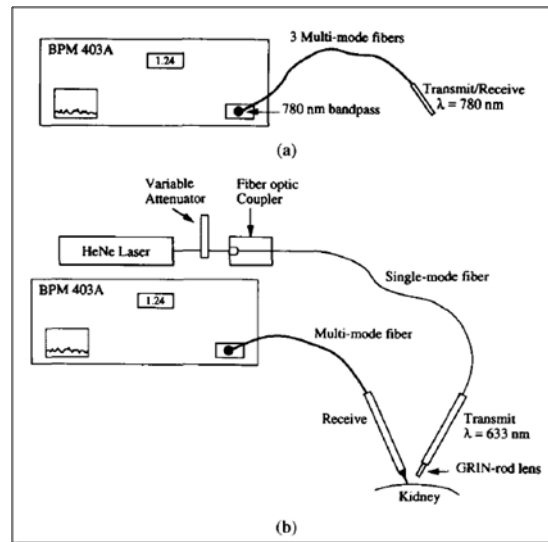 BPM 403A
1.24
3 Multi-mode fibers
780 nm bandpass
Transmit/Receive
λ = 780 nm
(a)
Variable
Attenuator
Fiber optic
Coupler
HeNe Laser
Single-mode fiber
BPM 403A
1.24
Multi-mode fiber
Receive
Transmit
λ = 633 nm
GRIN-rod lens
Kidney
(b)